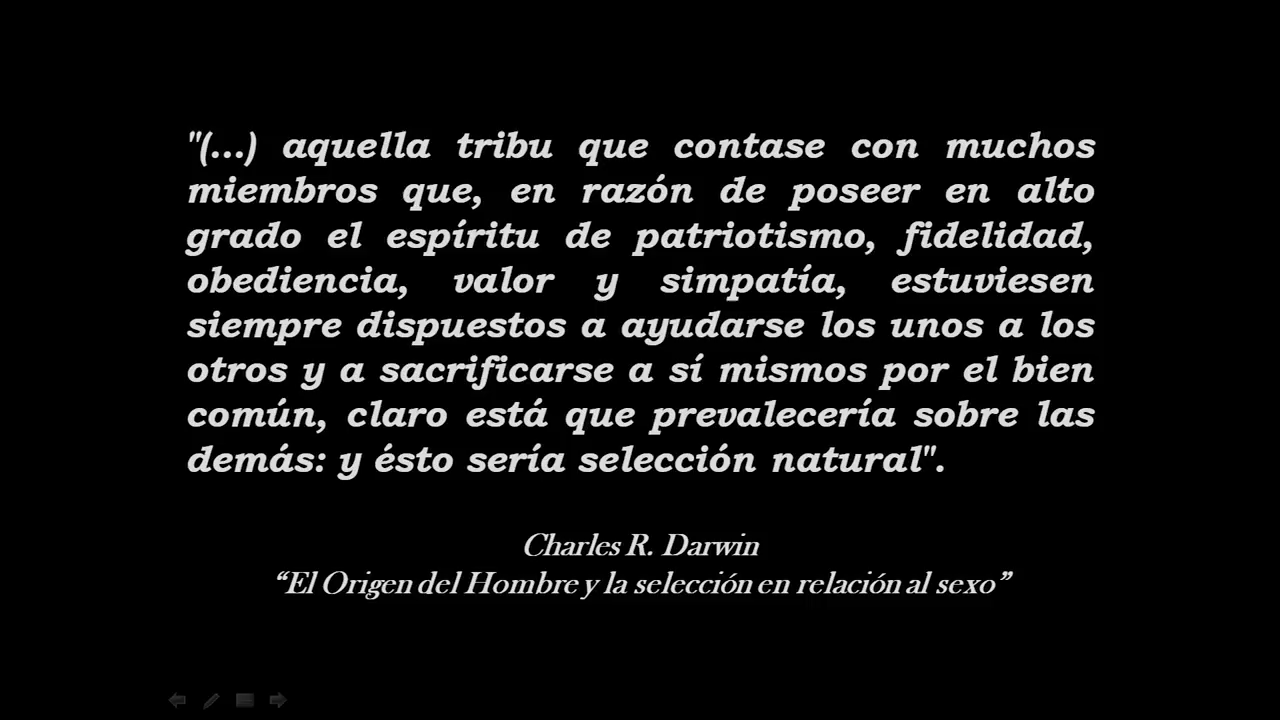 "(...) aquella tribu que contase con muchos
miembros que, en razón de poseer en alto
grado el espíritu de patriotismo, fidelidad,
obediencia, valor y simpatía, estuviesen
siempre dispuestos a ayudarse los unos a los
otros y a sacrificarse a sí mismos por el bien
común, claro está que prevalecería sobre las
demás: y ésto sería selección natural".
Charles R. Darwin
“El Origen del Hombre y la selección en relación al sexo”